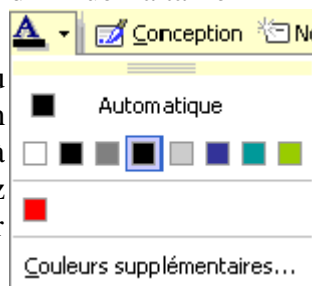 A Conception N
u
n Automatique
a
z
r
Couleurs supplémentaires...